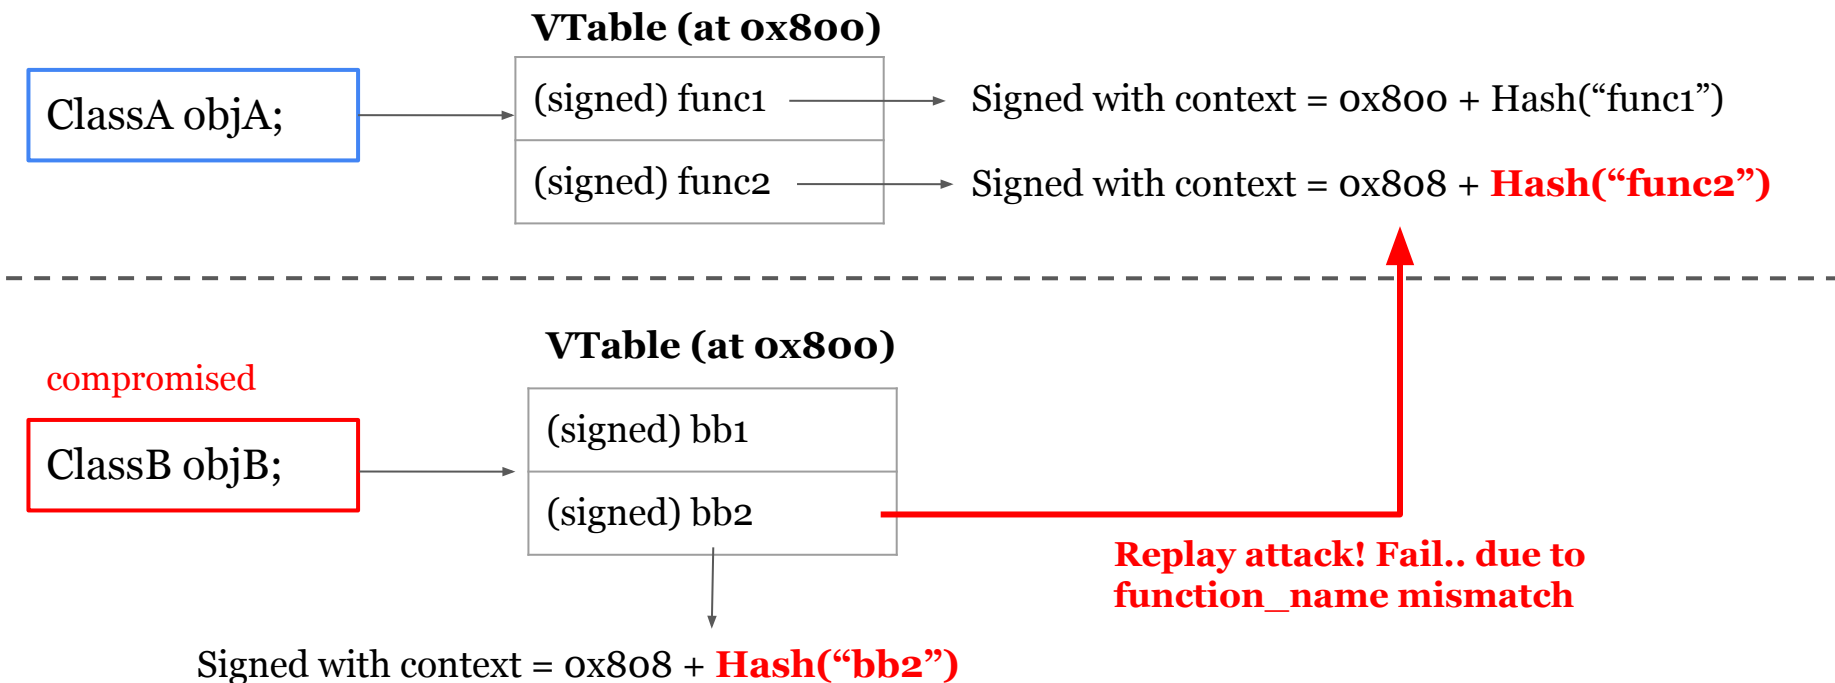 VTable (at 0x800)
ClassA objA;
(signed) func1
Signed with context = 0x800 + Hash(“func1”)
(signed) func2
Signed with context = 0x808 + Hash(“func2”)
VTable (at 0x800)
compromised
ClassB objB;
(signed) bb1
(signed) bb2
Replay attack! Fail.. due to
function_name mismatch
Signed with context = 0x808 + Hash(“bb2”)